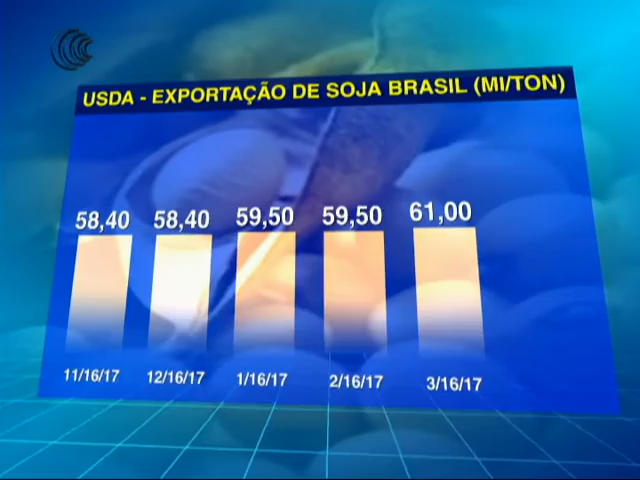 USDA - EXPORTAÇÃO DE SOJA BRASIL (MI/TON)
58,40 58,40 59,50 59,50 61,00
11/16/17 12/16/17 1/16/17 2/16/17 3/16/17